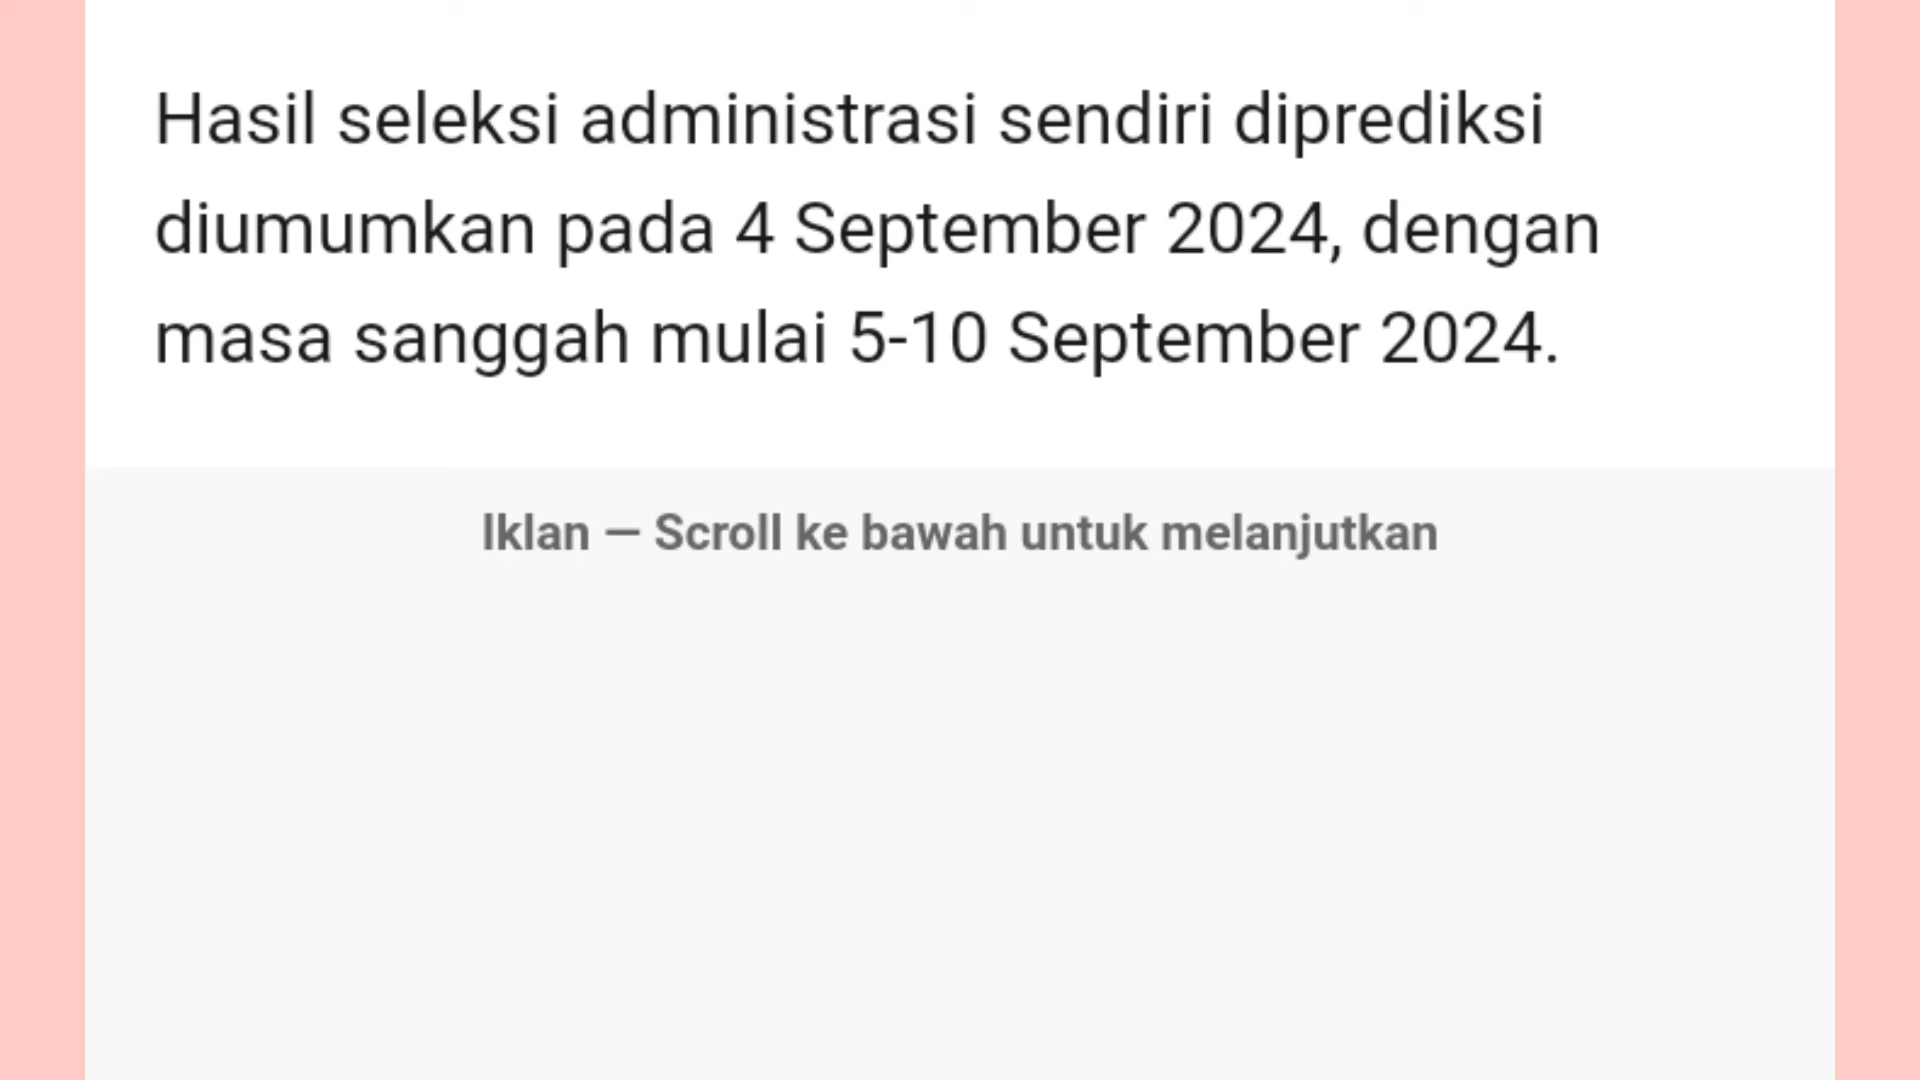 Hasil seleksi administrasi sendiri diprediksi
diumumkan pada 4 September 2024, dengan
masa sanggah mulai 5-10 September 2024.
Iklan — Scroll ke bawah untuk melanjutkan